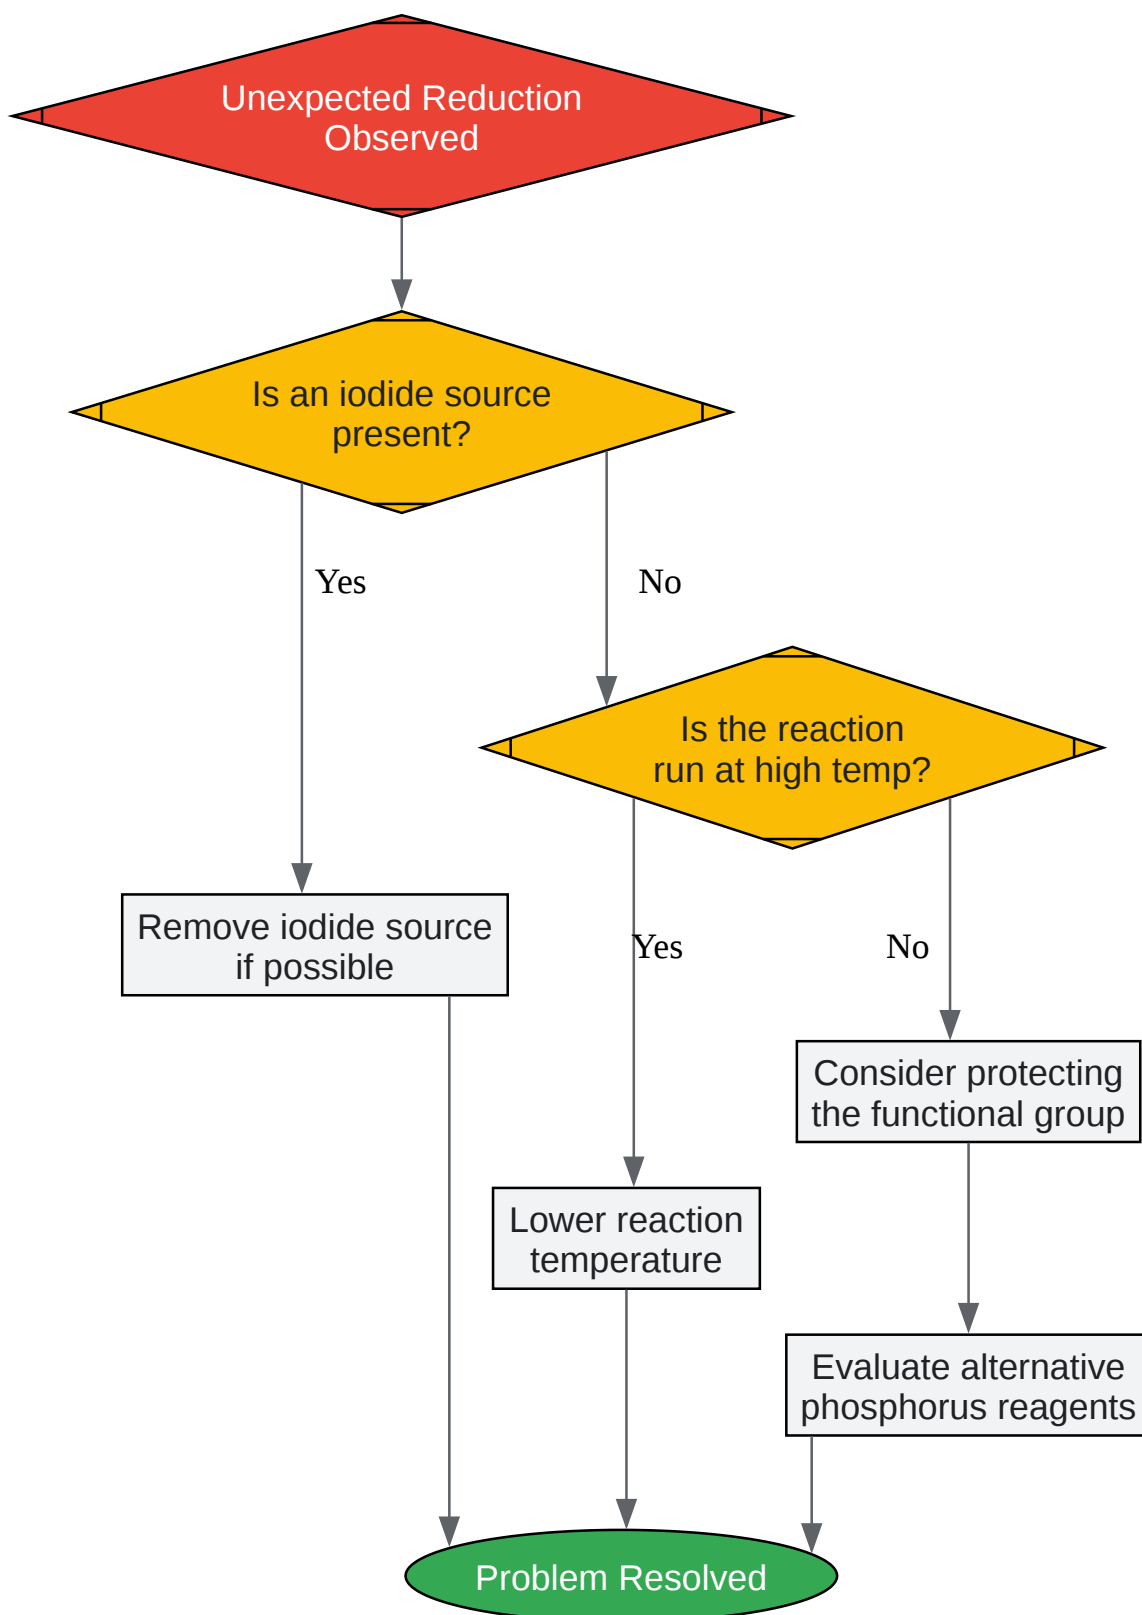 Unexpected Reduction
Observed
Is an iodide source
present?
Yes
No
Is the reaction
run at high temp?
Remove iodide source
if possible
Yes
No
Consider protecting
the functional group
Lower reaction
temperature
Evaluate alternative
phosphorus reagents
Problem Resolved